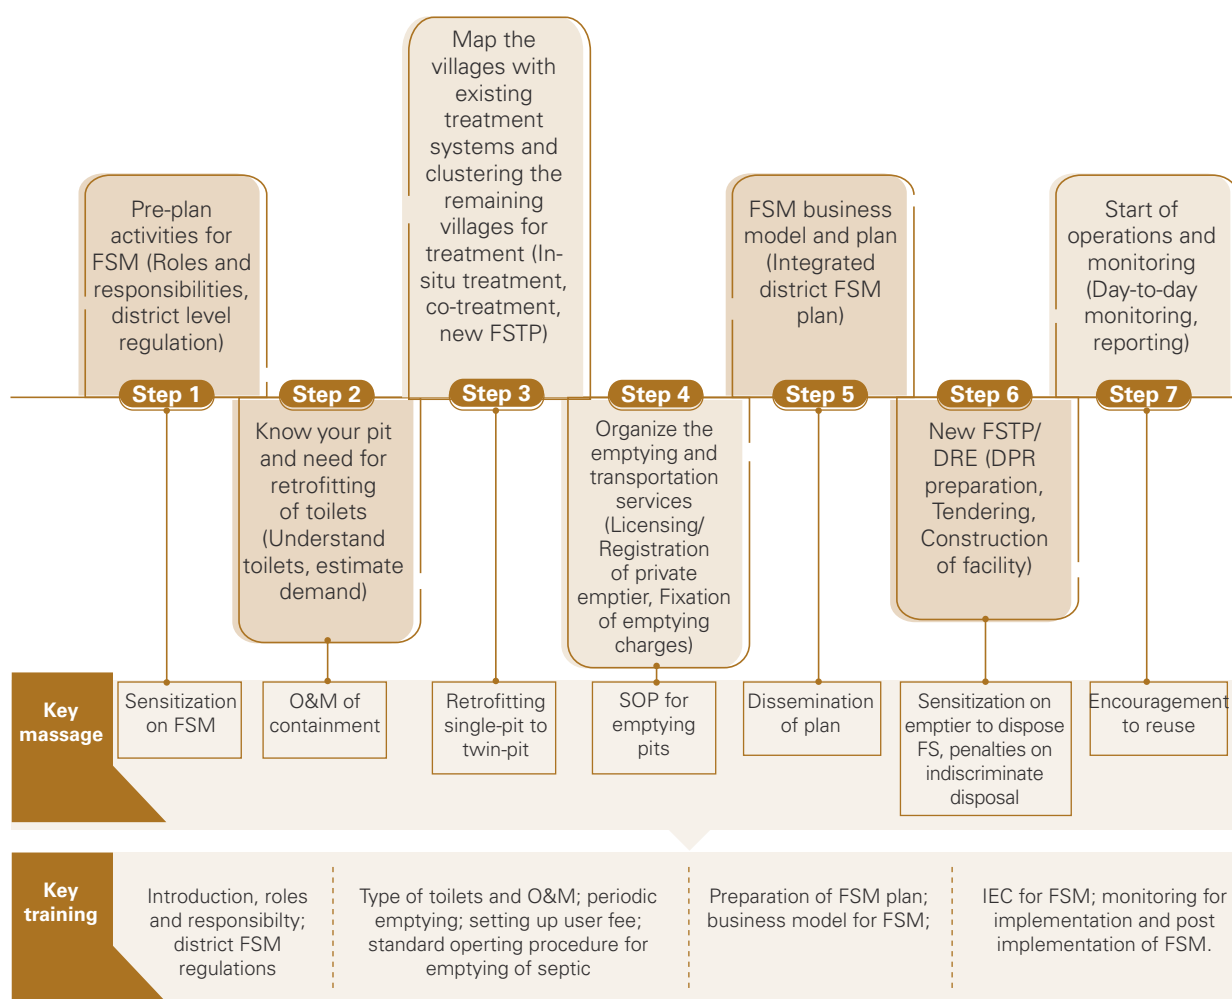 Pre-plan
activities for
FSM (Roles and
responsibilities,
district level
regulation)
Step 1
Know your pit
and need for
retrofitting
of toilets
(Understand
toilets, estimate
demand)
Step 2
Map the
villages with
existing
treatment
systems and
clustering the
remaining
villages for
treatment (In-
situ treatment,
co-treatment,
new FSTP)
Step 3
Organize the
emptying and
transportation
services
(Licensing/
Registration
of private
emptier, Fixation
of emptying
charges)
Step 4
FSM business
model and plan
(Integrated
district FSM
plan)
Step 5
New FSTP/
DRE (DPR
preparation,
Tendering,
Construction
of facility)
Step 6
Start of
operations and
monitoring
(Day-to-day
monitoring,
reporting)
Step 7
Key
massage
Sensitization
on FSM
O&M of
containment
Retrofitting
single-pit to
twin-pit
SOP for
emptying
pits
Dissemination
of plan
Sensitization on
emptier to dispose
FS, penalties on
indiscriminate
disposal
Encouragement
to reuse
Key
training
Introduction, roles
and responsibilty;
district FSM
regulations
Type of toilets and O&M; periodic
emptying; setting up user fee;
standard operting procedure for
emptying of septic
Preparation of FSM plan;
business model for FSM;
IEC for FSM; monitoring for
implementation and post
implementation of FSM.